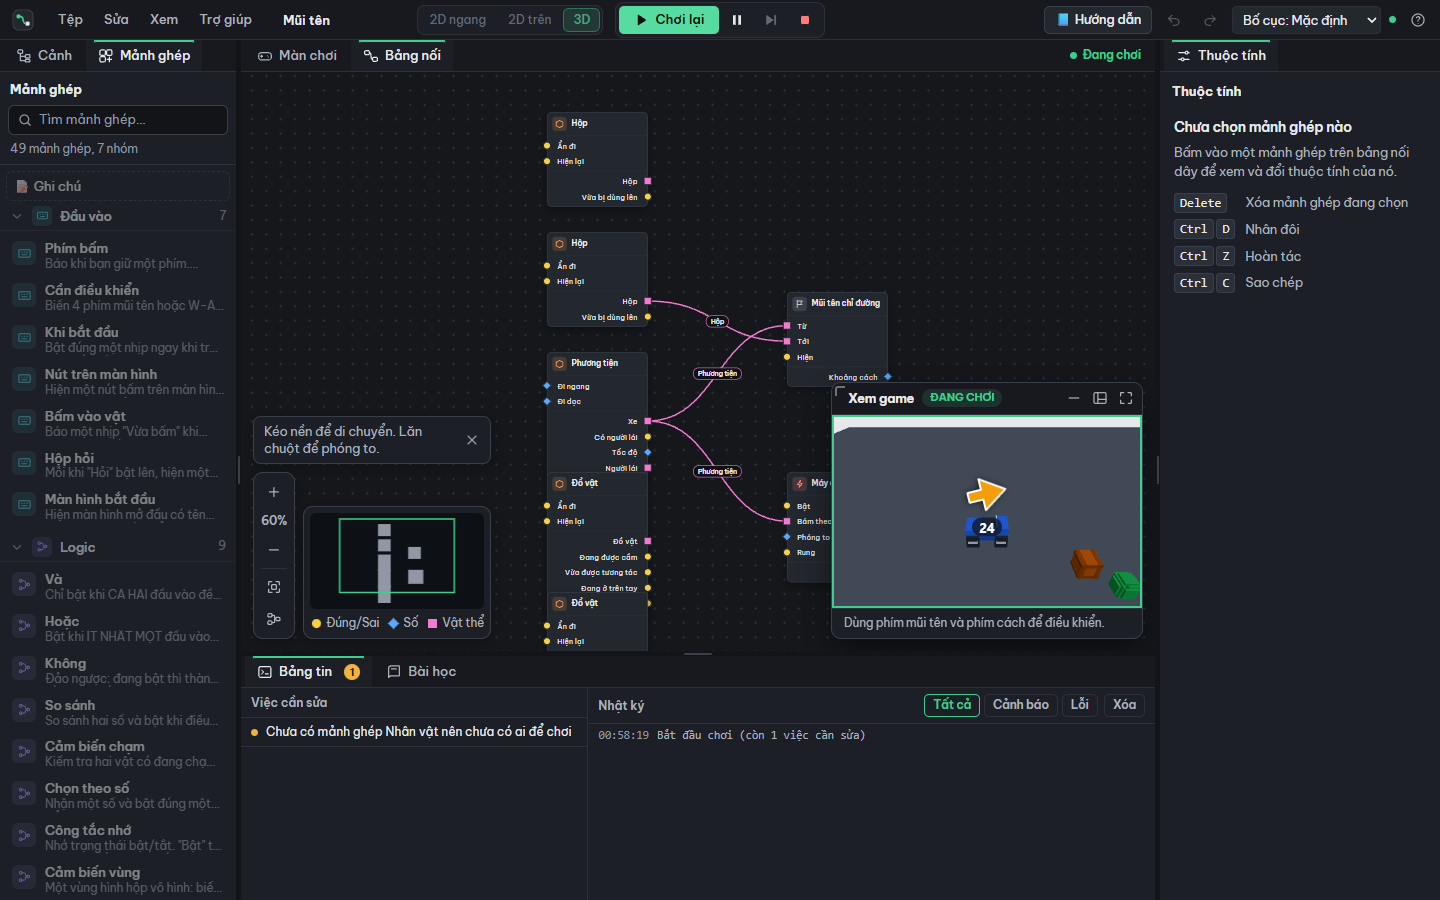 Tệp
Sửa
Xem
Trợ giúp
Mũi tên
2D ngang
2D trên
3D
Chơi lại
Hướng dẫn
Bố cục: Mặc định
Cảnh
Mảnh ghép
Màn chơi
Bảng nối
Đang chơi
Thuộc tính
Mảnh ghép
Tìm mảnh ghép...
49 mảnh ghép, 7 nhóm
Ghi chú
Đầu vào
7
Phím bấm
Báo khi bạn giữ một phím....
Cần điều khiển
Biến 4 phím mũi tên hoặc W-A...
Khi bắt đầu
Bật đúng một nhịp ngay khi tr...
Nút trên màn hình
Hiện một nút bấm trên màn hìn...
Bấm vào vật
Báo một nhịp "Vừa bấm" khi...
Hộp hỏi
Mỗi khi "Hỏi" bật lên, hiện một...
Màn hình bắt đầu
Hiện màn hình mở đầu có tên...
Logic
9
Và
Chỉ bật khi CẢ HAI đầu vào đề...
Hoặc
Bật khi ÍT NHẤT MỘT đầu vào...
Không
Đảo ngược: đang bật thì thàn...
So sánh
So sánh hai số và bật khi điều...
Cảm biến chạm
Kiểm tra hai vật có đang chạ...
Chọn theo số
Nhận một số và bật đúng một...
Công tắc nhớ
Nhớ trạng thái bật/tắt. "Bật" t...
Cảm biến vùng
Một vùng hình hộp vô hình: biế...
Hộp
Ẩn đi
Hiện lại
Hộp
Vừa bị dùng lên
Hộp
Ẩn đi
Hiện lại
Hộp
Vừa bị dùng lên
Phương tiện
Đi ngang
Đi dọc
Xe
Có người lái
Tốc độ
Người lái
Đồ vật
Ẩn đi
Hiện lại
Đồ vật
Đang được cầm
Vừa được tương tác
Đang ở trên tay
Đồ vật
Ẩn đi
Hiện lại
Hộp
Phương tiện
Phương tiện
Mũi tên chỉ đường
Từ
Tới
Hiện
Khoảng cách
Máy
Bật
Bám theo
Phóng to
Rung
Kéo nền để di chuyển. Lăn
chuột để phóng to.
60%
Đúng/Sai
Số
Vật thể
Xem game
ĐANG CHƠI
24
Dùng phím mũi tên và phím cách để điều khiển.
Bảng tin
1
Bài học
Việc cần sửa
Chưa có mảnh ghép Nhân vật nên chưa có ai để chơi
Nhật ký
Tất cả
Cảnh báo
Lỗi
Xóa
00:58:19 Bắt đầu chơi (còn 1 việc cần sửa)
Thuộc tính
Chưa chọn mảnh ghép nào
Bấm vào một mảnh ghép trên bảng nối
dây để xem và đổi thuộc tính của nó.
Delete Xóa mảnh ghép đang chọn
Ctrl D Nhân đôi
Ctrl Z Hoàn tác
Ctrl C Sao chép